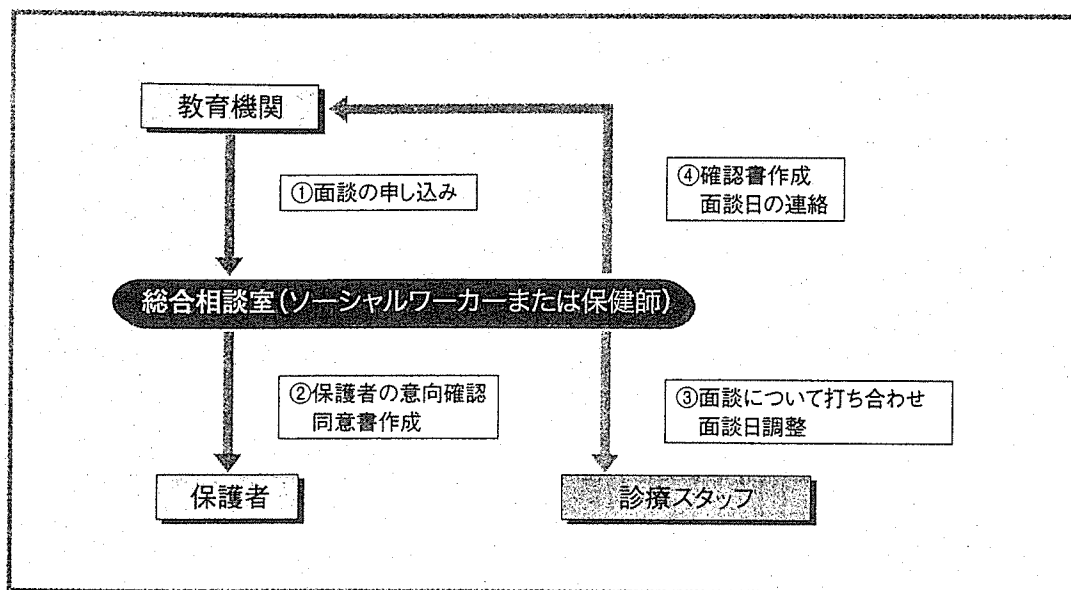 教育機関
①面談の申し込み
④確認書作成
面談日の連絡
総合相談室(ソーシャルワーカーまたは保健師)
②保護者の意向確認
同意書作成
③面談について打ち合わせ
面談日調整
保護者
診療スタッフ